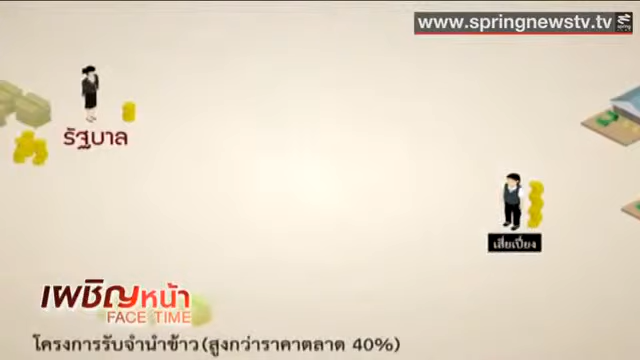 www.springnewstv.tv
รัฐบาล
เสี่ยเปี๋ยง
เผชิญหน้า
FACE TIME
โครงการรับจำนำข้าว(สูงกว่าราคาตลาด 40%)